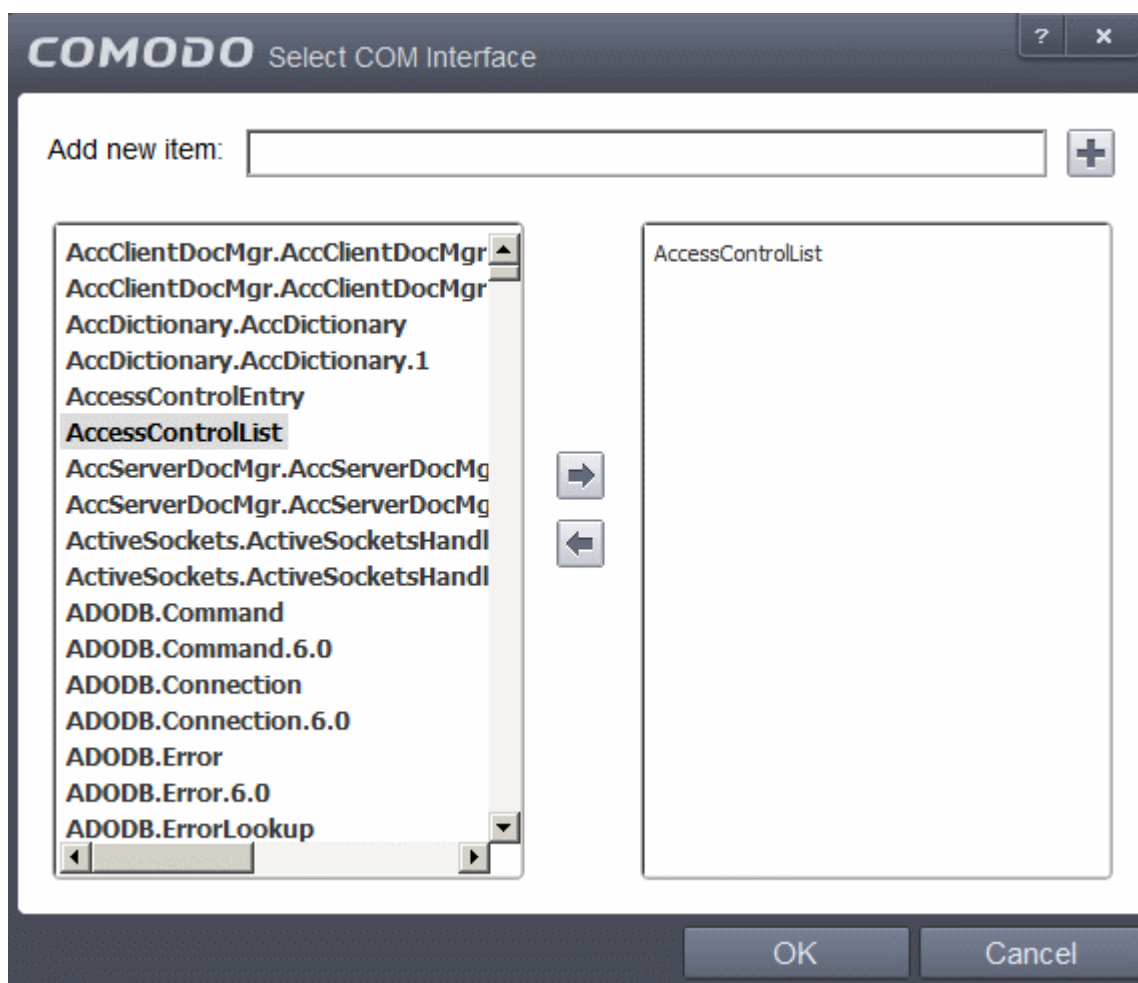 COMODO Select COM Interface
?
x
Add new item:
AccClientDocMgr.AccClientDocMgr
AccClientDocMgr.AccClientDocMgr
AccDictionary.AccDictionary
AccDictionary.AccDictionary.1
AccessControlEntry
AccessControlList
AccServerDocMgr.AccServerDocMg
AccServerDocMgr.AccServerDocMg
ActiveSockets.ActiveSocketsHandl
ActiveSockets.ActiveSocketsHandl
ADODB.Command
ADODB.Command.6.0
ADODB.Connection
ADODB.Connection.6.0
ADODB.Error
ADODB.Error.6.0
ADODB.ErrorLookup
AccessControlList
OK
Cancel